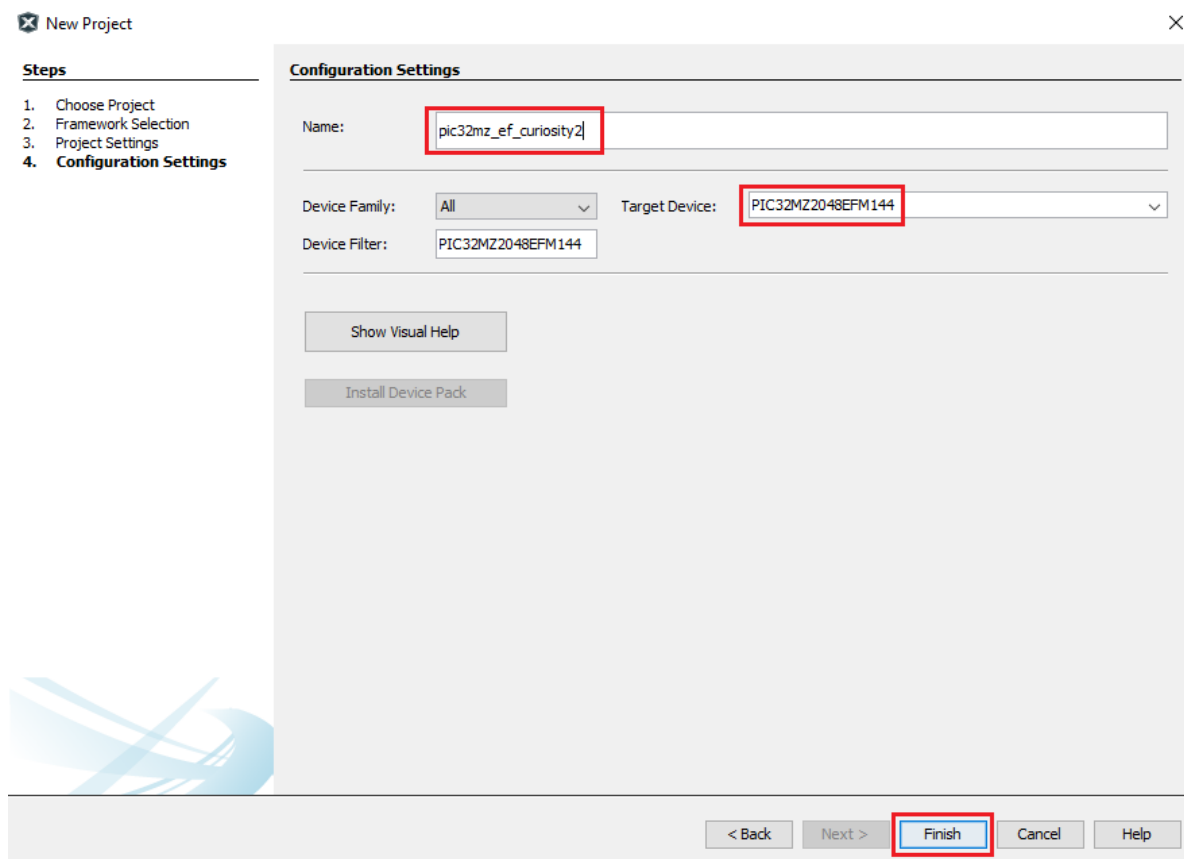 New Project
Steps
1. Choose Project
2. Framework Selection
3. Project Settings
4. Configuration Settings
Configuration Settings
Name: pic32mz_ef_curiosity2
Device Family: All Target Device: PIC32MZ2048EFM144
Device Filter: PIC32MZ2048EFM144
Show Visual Help
Install Device Pack
< Back Next > Finish Cancel Help